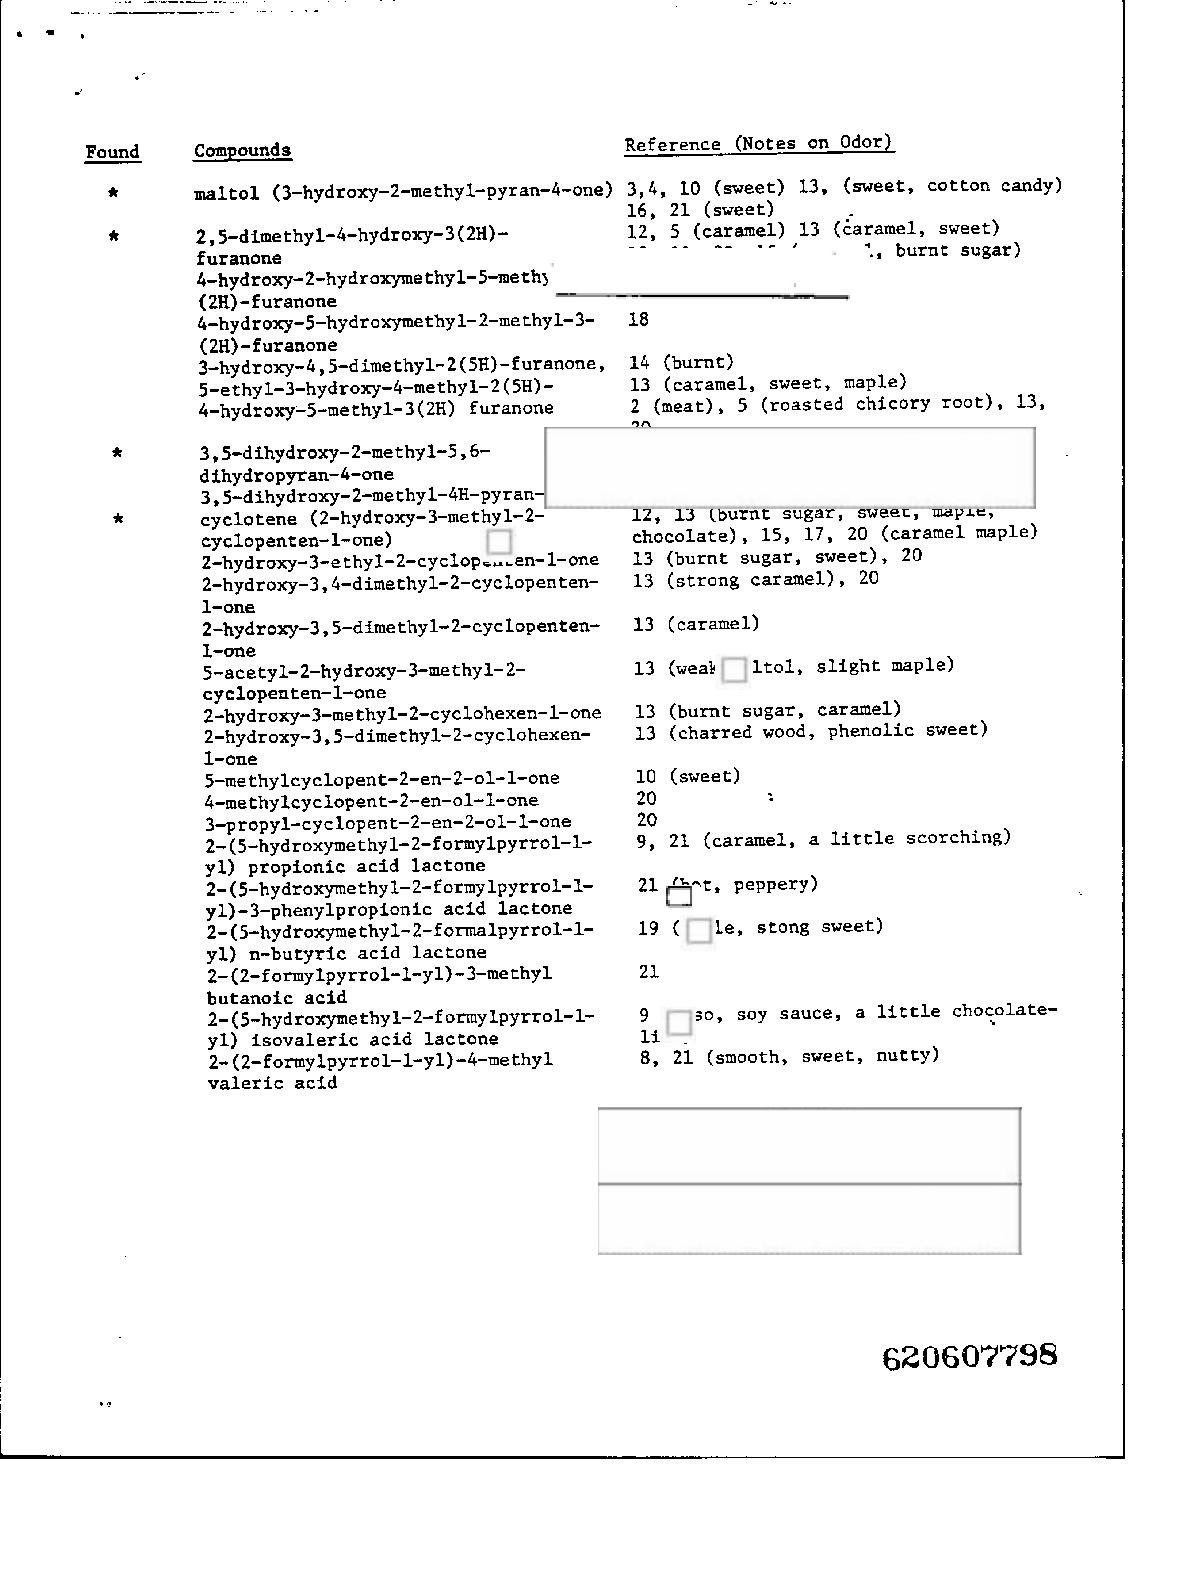 Found Compounds Reference (Notes on Odor)
* maltol (3-hydroxy-2-methyl-pyran-4-one) 3,4, 10 (sweet) 13, (sweet, cotton candy)
16, 21 (sweet)
* 2,5-dimethyl-4-hydroxy-3(2H)- 12, 5 (caramel) 13 (caramel, sweet)
furanone burnt sugar)
4-hydroxy-2-hydroxymethyl-5-meth
(2H)-furanone
4-hydroxy-5-hydroxymethyl-2-methyl-3- 18
(2H)-furanone
3-hydroxy-4,5-dimethyl-2(5H)-furanone, 14 (burnt)
5-ethyl-3-hydroxy-4-methyl-2(5H)- 13 (caramel, sweet, maple)
4-hydroxy-5-methyl-3(2H) furanone 2 (meat), 5 (roasted chicory root), 13,
* 3,5-dihydroxy-2-methyl-5,6-
dihydropyran-4-one
3,5-dihydroxy-2-methyl-4H-pyran-
* cyclotene (2-hydroxy-3-methyl-2- 12, 13 (burnt sugar, sweet, maple,
cyclopenten-1-one) chocolate), 15, 17, 20 (caramel maple)
2-hydroxy-3-ethyl-2-cyclopenten-1-one 13 (burnt sugar, sweet), 20
2-hydroxy-3,4-dimethyl-2-cyclopenten- 13 (strong caramel), 20
1-one
2-hydroxy-3,5-dimethyl-2-cyclopenten- 13 (caramel)
1-one
5-acetyl-2-hydroxy-3-methyl-2- 13 (weak ltol, slight maple)
cyclopenten-1-one
2-hydroxy-3-methyl-2-cyclohexen-1-one 13 (burnt sugar, caramel)
2-hydroxy-3,5-dimethyl-2-cyclohexen- 13 (charred wood, phenolic sweet)
1-one
5-methylcyclopent-2-en-2-ol-1-one 10 (sweet)
4-methylcyclopent-2-en-ol-1-one 20
3-propyl-cyclopent-2-en-2-ol-1-one 20
2-(5-hydroxymethyl-2-formylpyrrol-1- 9, 21 (caramel, a little scorching)
yl) propionic acid lactone
2-(5-hydroxymethyl-2-formylpyrrol-1- 21 peppery)
yl)-3-phenylpropionic acid lactone
2-(5-hydroxymethyl-2-formalpyrrol-1- 19 ( le, stong sweet)
yl) n-butyric acid lactone
2-(2-formylpyrrol-1-yl)-3-methyl 21
butanoic acid
2-(5-hydroxymethyl-2-formylpyrrol-1- 9 so, soy sauce, a little chocolate-
yl) isovaleric acid lactone li
2-(2-formylpyrrol-1-yl)-4-methyl 8, 21 (smooth, sweet, nutty)
valeric acid
620607798